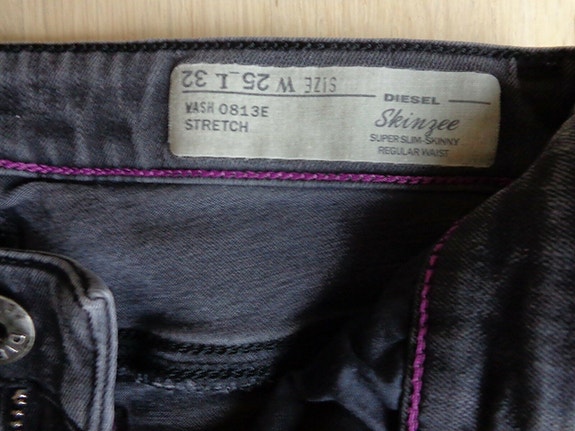 SIZE W 25 L 32
WASH 0813E
STRETCH
DIESEL
Skinzee
SUPER SLIM-SKINNY
REGULAR WAIST